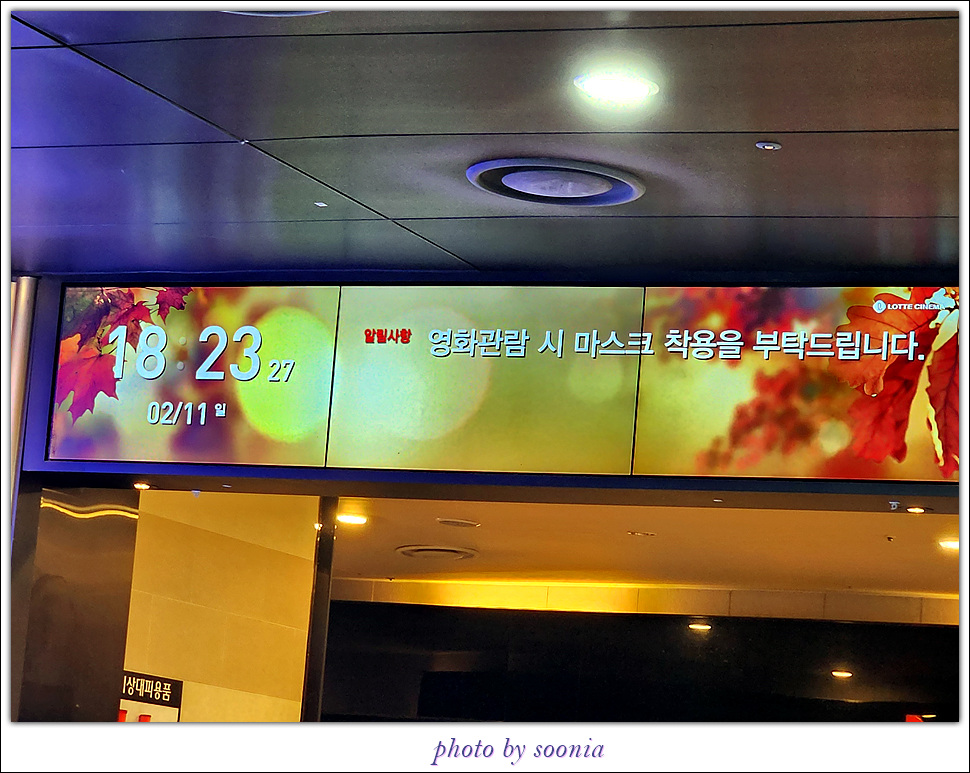 LOTTE CINEMA
18:23 27
02/11 일
알림사항 영화관람 시 마스크 착용을 부탁드립니다.
상대피용품
photo by soonia